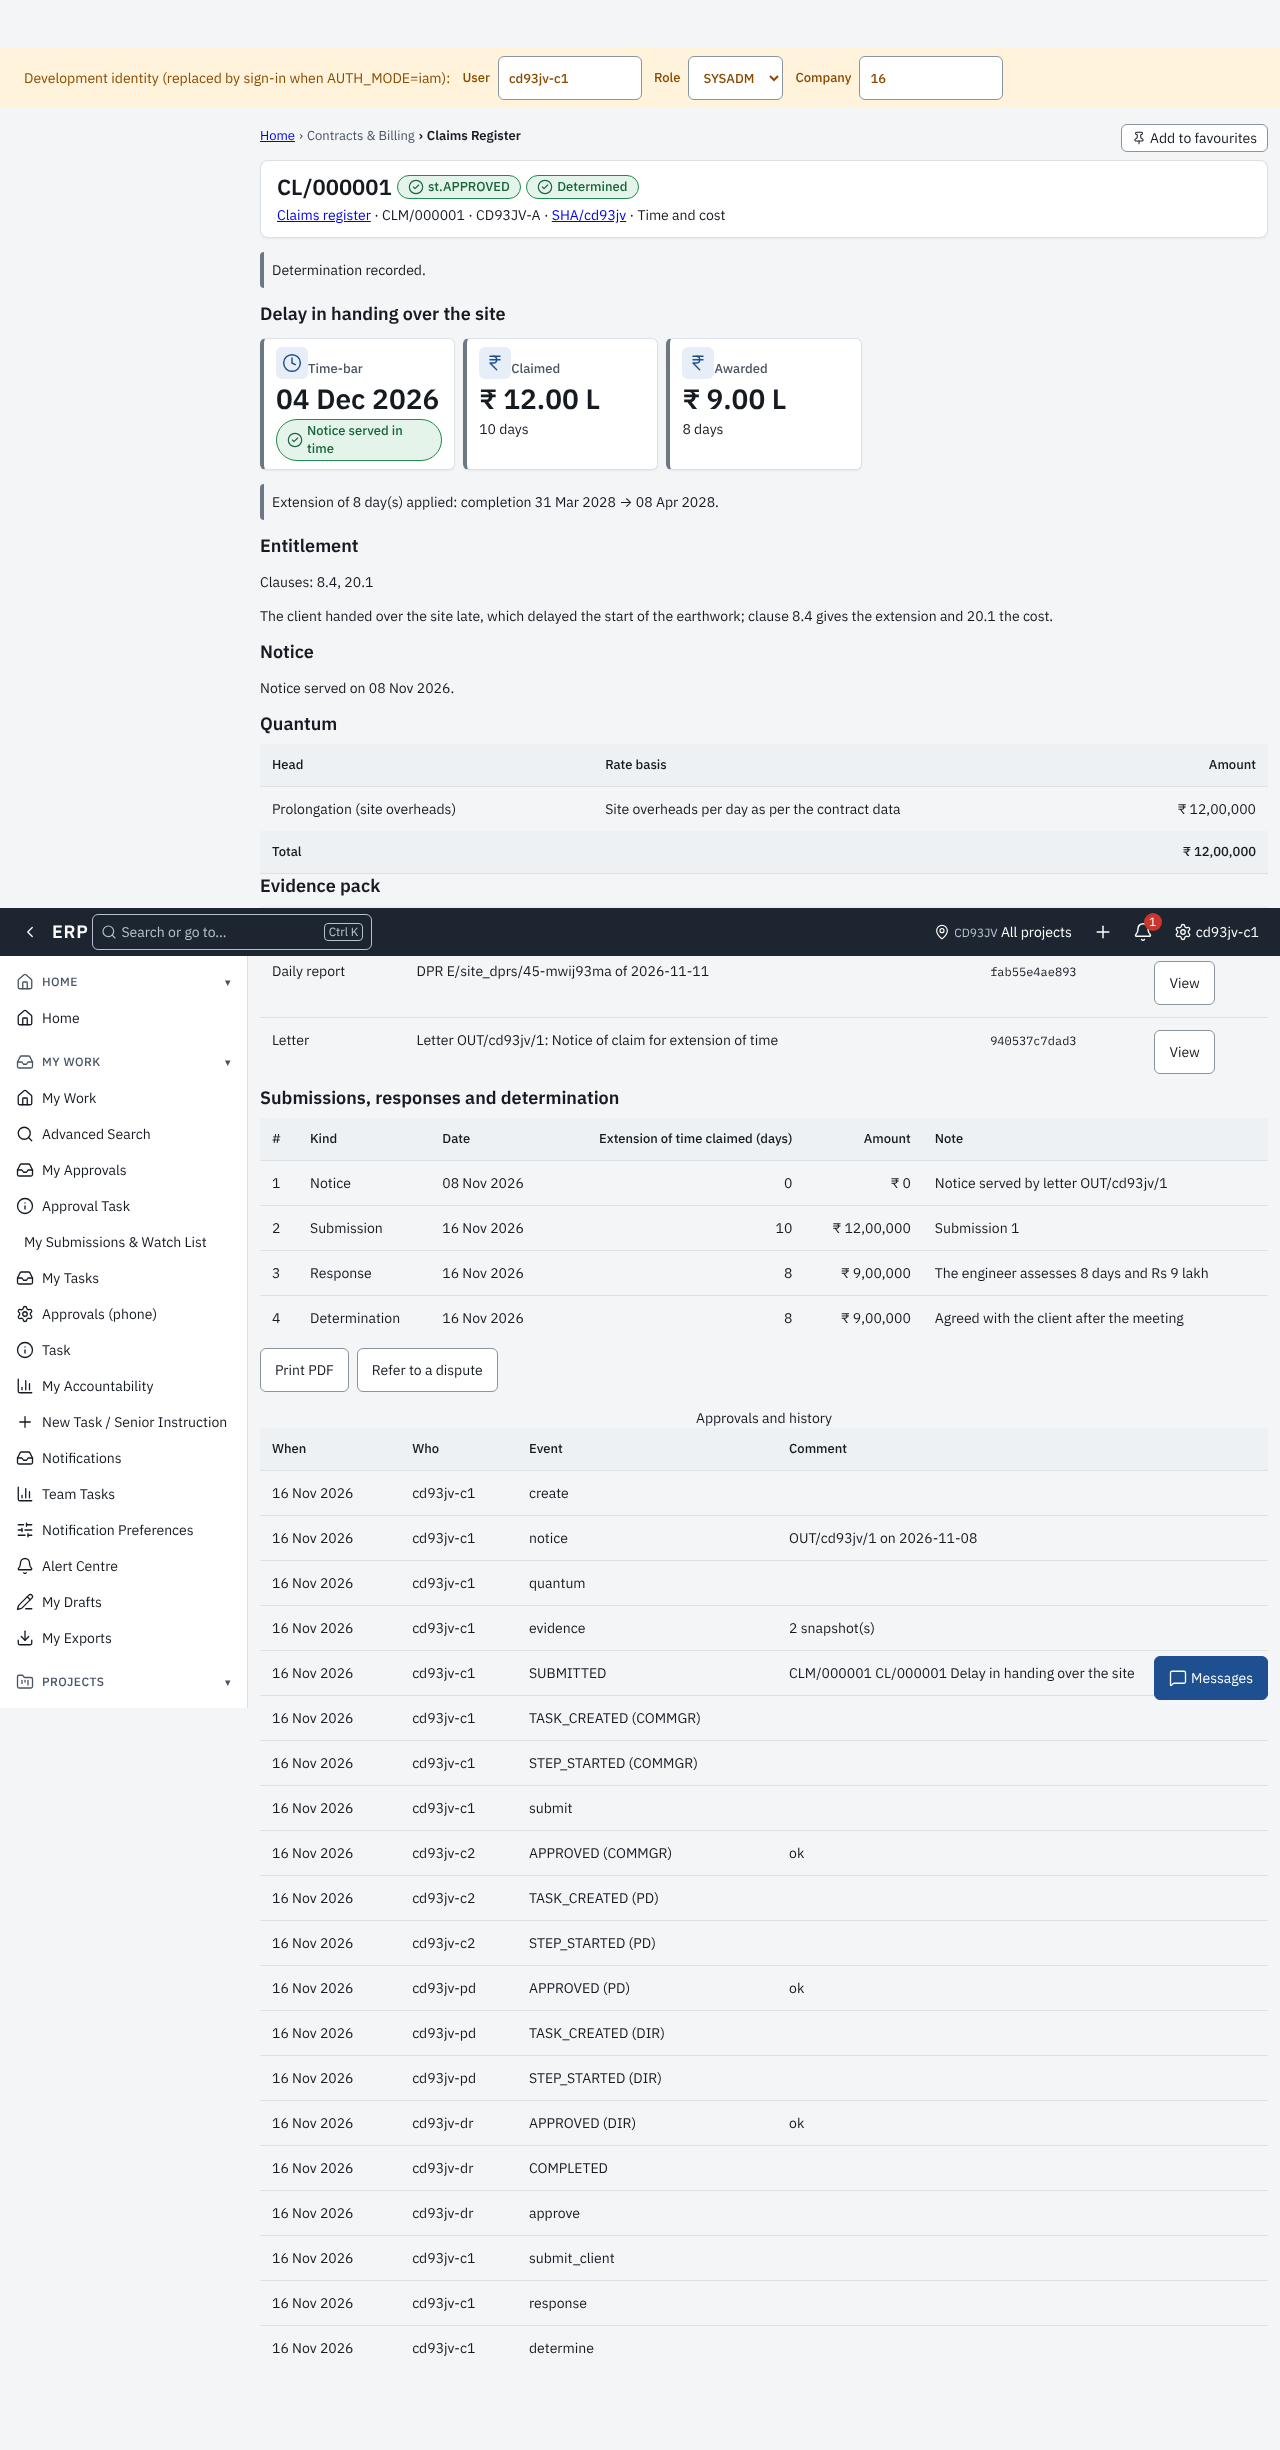 Development identity (replaced by sign-in when AUTH_MODE=iam): User cd93jv-c1 Role SYSADM Company 16
Home › Contracts & Billing › Claims Register
Add to favourites
CL/000001 st.APPROVED Determined
Claims register · CLM/000001 · CD93JV-A · SHA/cd93jv · Time and cost
Determination recorded.
Delay in handing over the site
Time-bar
04 Dec 2026
Notice served in
time
₹ Claimed
₹ 12.00 L
10 days
₹ Awarded
₹ 9.00 L
8 days
Extension of 8 day(s) applied: completion 31 Mar 2028 → 08 Apr 2028.
Entitlement
Clauses: 8.4, 20.1
The client handed over the site late, which delayed the start of the earthwork; clause 8.4 gives the extension and 20.1 the cost.
Notice
Notice served on 08 Nov 2026.
Quantum
Head Rate basis Amount
Prolongation (site overheads) Site overheads per day as per the contract data ₹ 12,00,000
Total ₹ 12,00,000
Evidence pack
ERP Search or go to... Ctrl K CD93JV All projects 1 cd93jv-c1
HOME
Home
MY WORK
My Work
Advanced Search
My Approvals
Approval Task
My Submissions & Watch List
My Tasks
Approvals (phone)
Task
My Accountability
New Task / Senior Instruction
Notifications
Team Tasks
Notification Preferences
Alert Centre
My Drafts
My Exports
PROJECTS
Daily report DPR E/site_dprs/45-mwij93ma of 2026-11-11 fab55e4ae893 View
Letter Letter OUT/cd93jv/1: Notice of claim for extension of time 940537c7dad3 View
Submissions, responses and determination
# Kind Date Extension of time claimed (days) Amount Note
1 Notice 08 Nov 2026 0 ₹ 0 Notice served by letter OUT/cd93jv/1
2 Submission 16 Nov 2026 10 ₹ 12,00,000 Submission 1
3 Response 16 Nov 2026 8 ₹ 9,00,000 The engineer assesses 8 days and Rs 9 lakh
4 Determination 16 Nov 2026 8 ₹ 9,00,000 Agreed with the client after the meeting
Print PDF Refer to a dispute
Approvals and history
When Who Event Comment
16 Nov 2026 cd93jv-c1 create
16 Nov 2026 cd93jv-c1 notice OUT/cd93jv/1 on 2026-11-08
16 Nov 2026 cd93jv-c1 quantum
16 Nov 2026 cd93jv-c1 evidence 2 snapshot(s)
16 Nov 2026 cd93jv-c1 SUBMITTED CLM/000001 CL/000001 Delay in handing over the site
Messages
16 Nov 2026 cd93jv-c1 TASK_CREATED (COMMGR)
16 Nov 2026 cd93jv-c1 STEP_STARTED (COMMGR)
16 Nov 2026 cd93jv-c1 submit
16 Nov 2026 cd93jv-c2 APPROVED (COMMGR) ok
16 Nov 2026 cd93jv-c2 TASK_CREATED (PD)
16 Nov 2026 cd93jv-c2 STEP_STARTED (PD)
16 Nov 2026 cd93jv-pd APPROVED (PD) ok
16 Nov 2026 cd93jv-pd TASK_CREATED (DIR)
16 Nov 2026 cd93jv-pd STEP_STARTED (DIR)
16 Nov 2026 cd93jv-dr APPROVED (DIR) ok
16 Nov 2026 cd93jv-dr COMPLETED
16 Nov 2026 cd93jv-dr approve
16 Nov 2026 cd93jv-c1 submit_client
16 Nov 2026 cd93jv-c1 response
16 Nov 2026 cd93jv-c1 determine